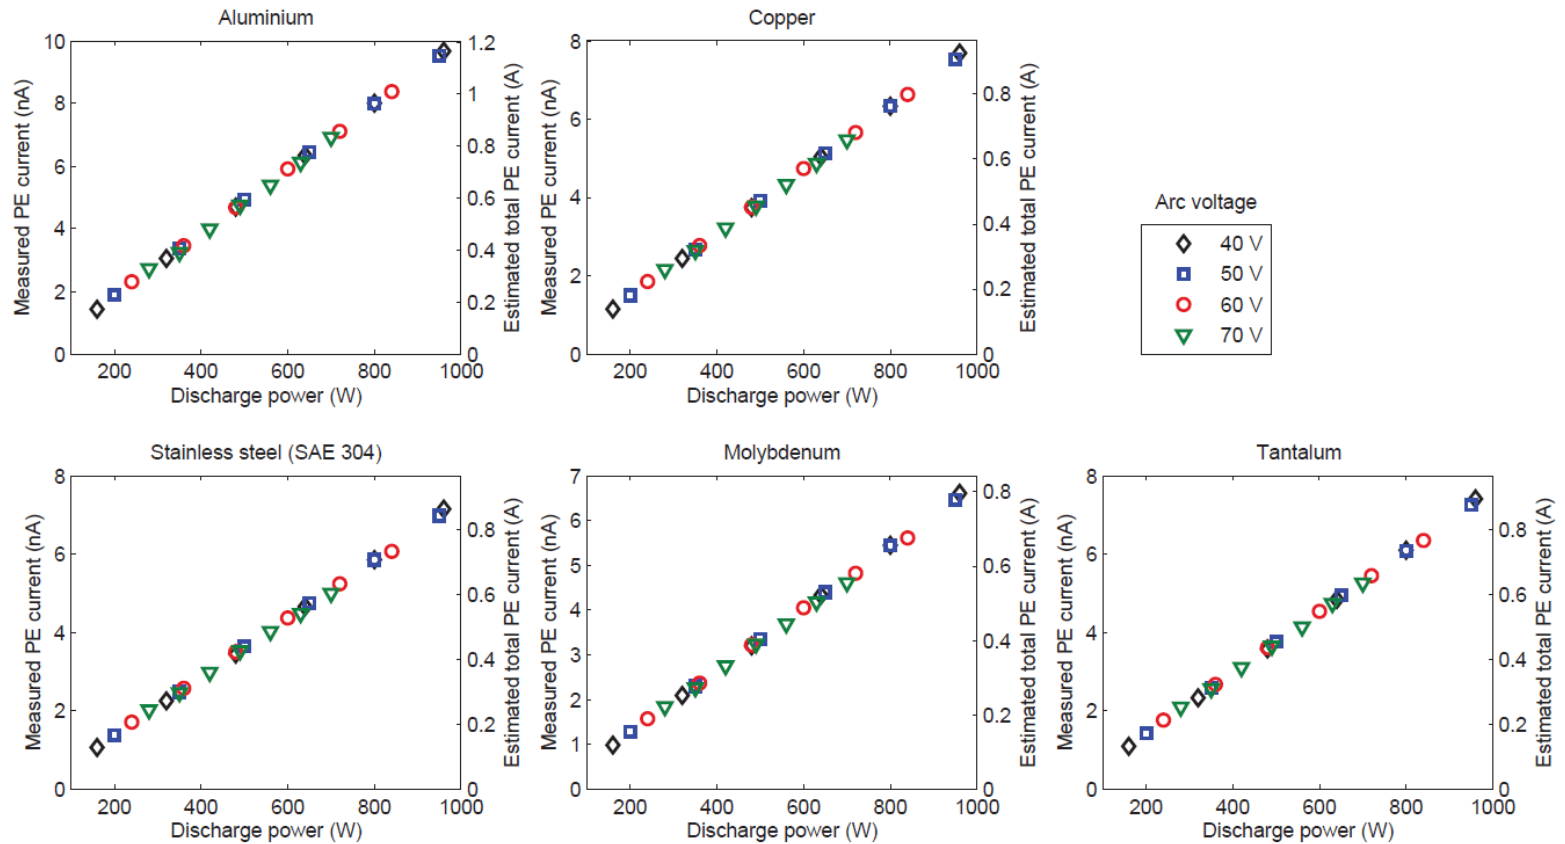 Aluminium
Measured PE current (nA)
10
8
6
4
2
0
1.2
1
0.8
0.6
0.4
0.2
0
Estimated total PE current (A)
200 400 600 800 1000
Discharge power (W)
Copper
Measured PE current (nA)
8
6
4
2
0
0.8
0.6
0.4
0.2
0
Estimated total PE current (A)
200 400 600 800 1000
Discharge power (W)
Arc voltage
40 V
50 V
60 V
70 V
Stainless steel (SAE 304)
Measured PE current (nA)
8
6
4
2
0
0.8
0.6
0.4
0.2
0
Estimated total PE current (A)
200 400 600 800 1000
Discharge power (W)
Molybdenum
Measured PE current (nA)
7
6
5
4
3
2
1
0
0.8
0.6
0.4
0.2
0
Estimated total PE current (A)
200 400 600 800 1000
Discharge power (W)
Tantalum
Measured PE current (nA)
8
6
4
2
0
0.8
0.6
0.4
0.2
0
Estimated total PE current (A)
200 400 600 800 1000
Discharge power (W)